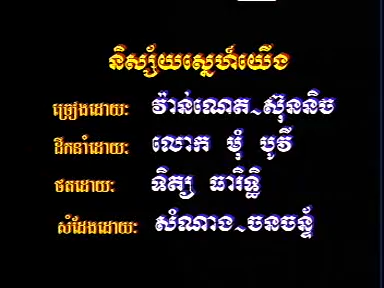 និស្ស័យស្នេហ៍យើង
ច្រៀងដោយ: វ៉ាន់ណេត~ស៊ុននិច
ដឹកនាំដោយ: លោក មុំ បូវី
ថតដោយ: ទិត្យ ធារិទ្ធិ
សំដែងដោយ: សំណាង~ចនចន្ទ័